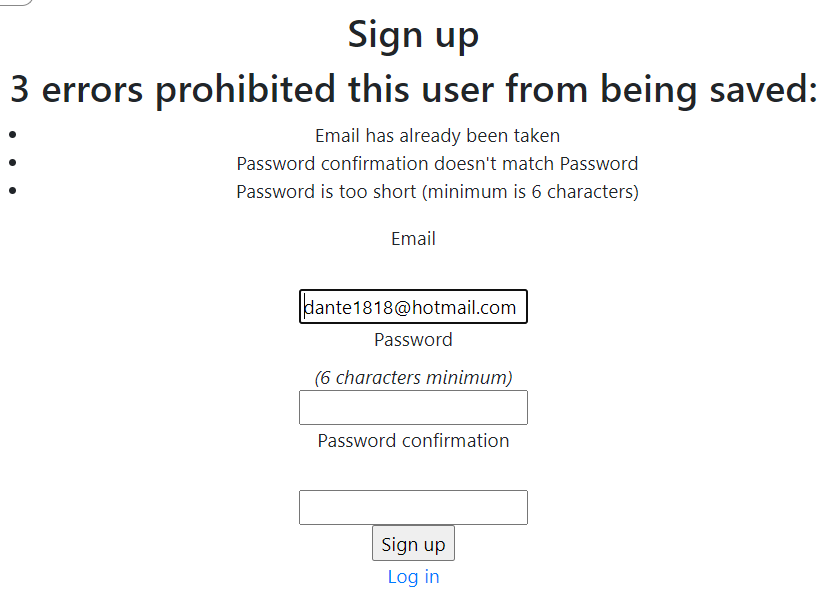 Sign up
3 errors prohibited this user from being saved:
Email has already been taken
Password confirmation doesn't match Password
Password is too short (minimum is 6 characters)
Email
dante1818@hotmail.com
Password
(6 characters minimum)
Password confirmation
Sign up
Log in